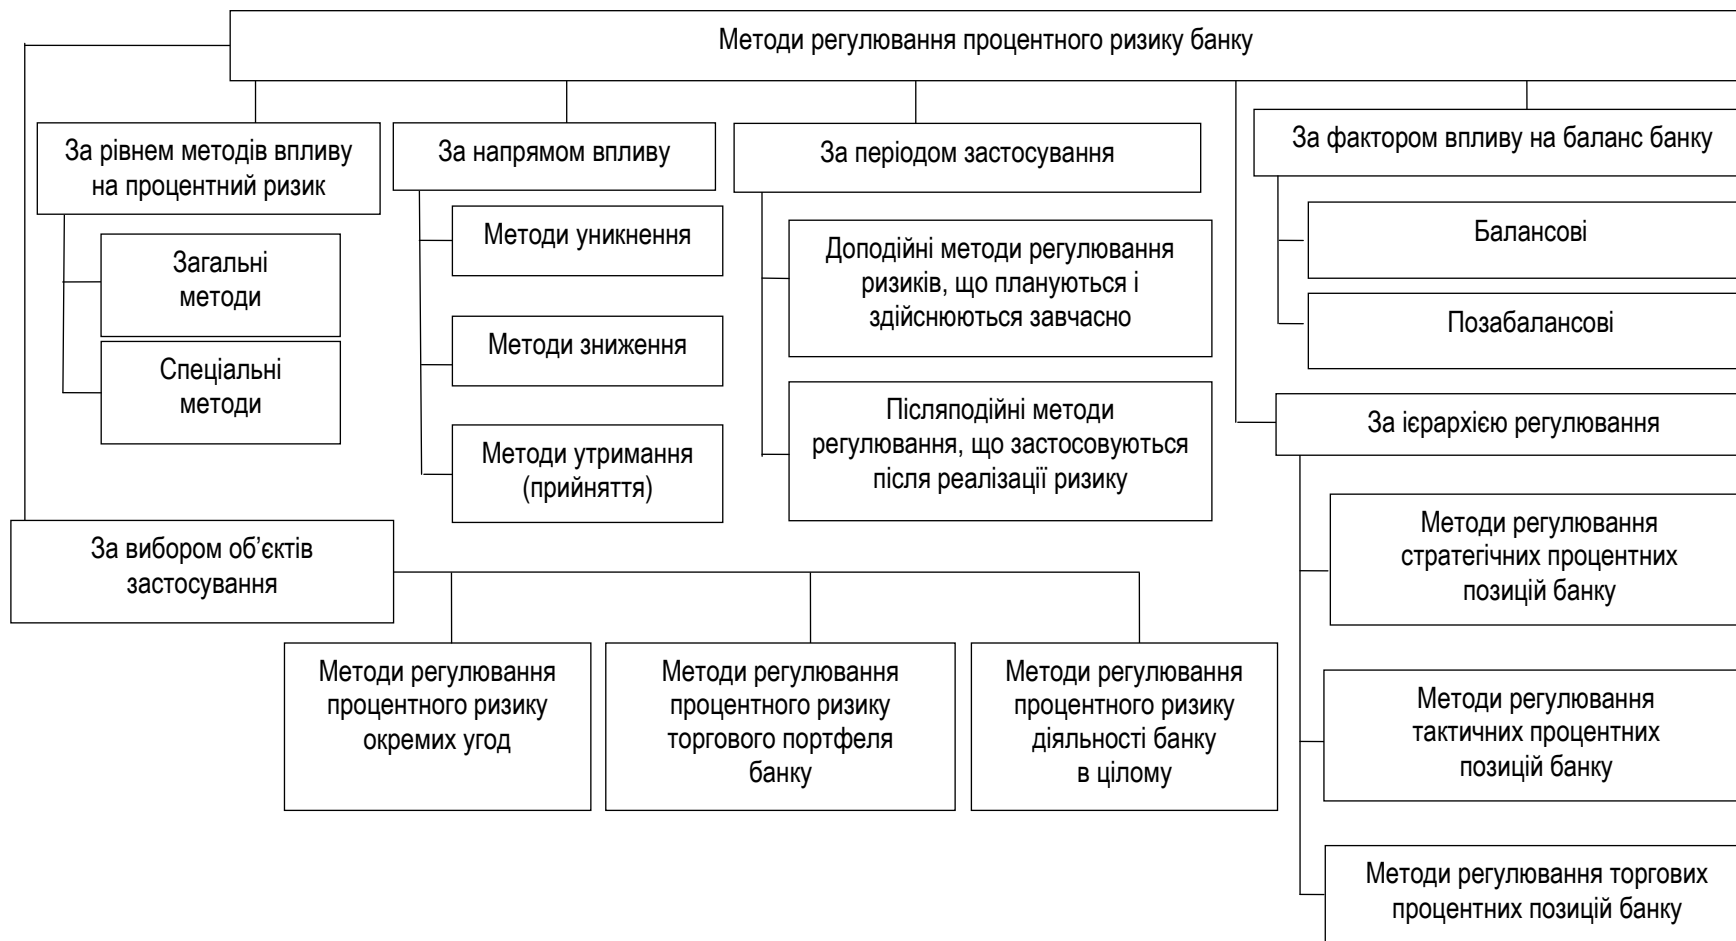 Методи регулювання процентного ризику банку
За рівнем методів впливу
на процентний ризик
Загальні
методи
Спеціальні
методи
За напрямом впливу
Методи уникнення
Методи зниження
Методи утримання
(прийняття)
За періодом застосування
Доподійні методи регулювання
ризиків, що плануються і
здійснюються завчасно
Післяподійні методи
регулювання, що застосовуються
після реалізації ризику
За фактором впливу на баланс банку
Балансові
Позабалансові
За ієрархією регулювання
Методи регулювання
стратегічних процентних
позицій банку
Методи регулювання
тактичних процентних
позицій банку
Методи регулювання торгових
процентних позицій банку
За вибором об’єктів
застосування
Методи регулювання
процентного ризику
окремих угод
Методи регулювання
процентного ризику
торгового портфеля
банку
Методи регулювання
процентного ризику
діяльності банку
в цілому